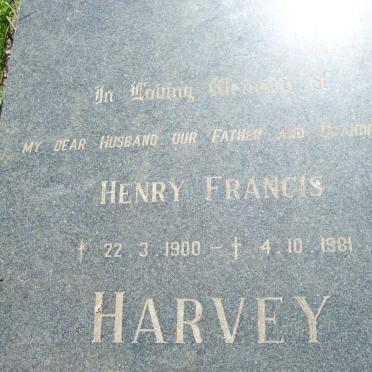 In Loving Memory of
MY DEAR HUSBAND OUR FATHER AND
HENRY FRANCIS
† 22 . 3 . 1900 – † 4 . 10 . 1981
HARVEY